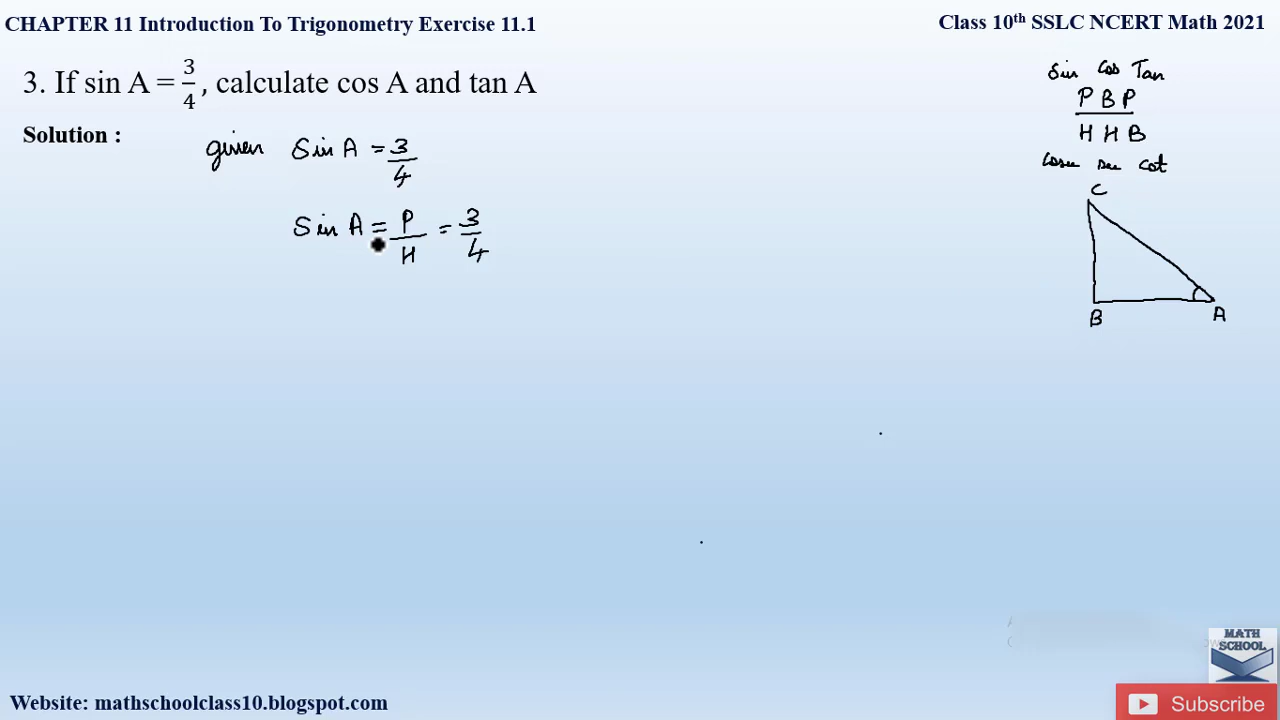 CHAPTER 11 Introduction To Trigonometry Exercise 11.1
Class 10th SSLC NCERT Math 2021
3. If sin A = 3/4, calculate cos A and tan A
Solution :
given Sin A = 3/4
Sin A = P/H = 3/4
Sin Cos Tan
P B P
H H B
Cosec sec cot
C
B A
MATH
SCHOOL
Website: mathschoolclass10.blogspot.com
Subscribe